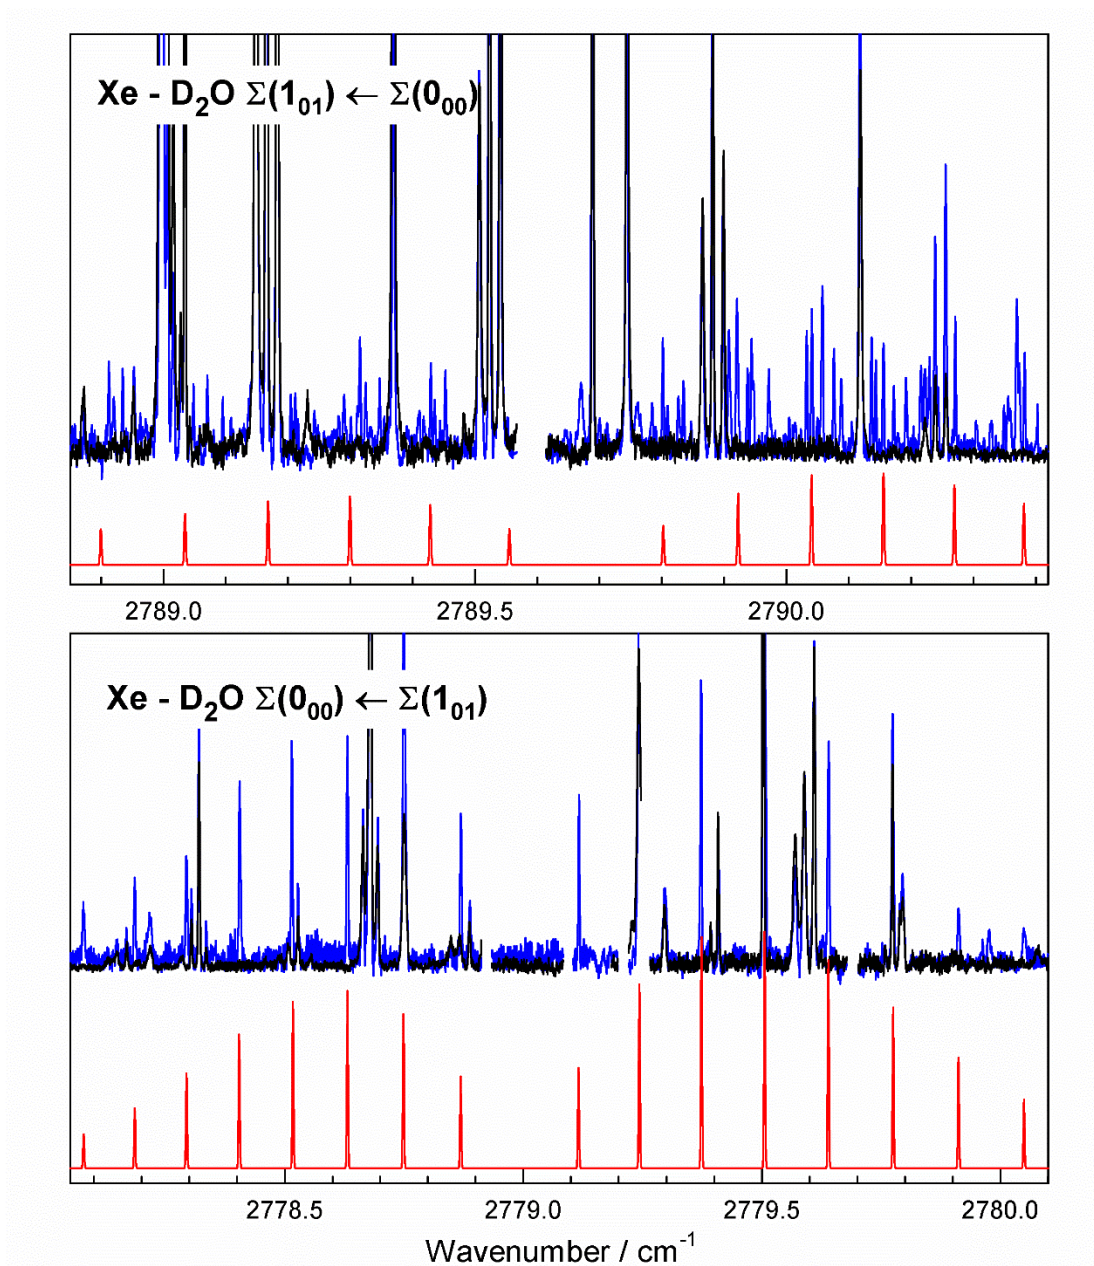 Xe - D₂O Σ(1₀₁) ← Σ(0₀₀)
2789.0 2789.5 2790.0
Xe - D₂O Σ(0₀₀) ← Σ(1₀₁)
2778.5 2779.0 2779.5 2780.0
Wavenumber / cm⁻¹